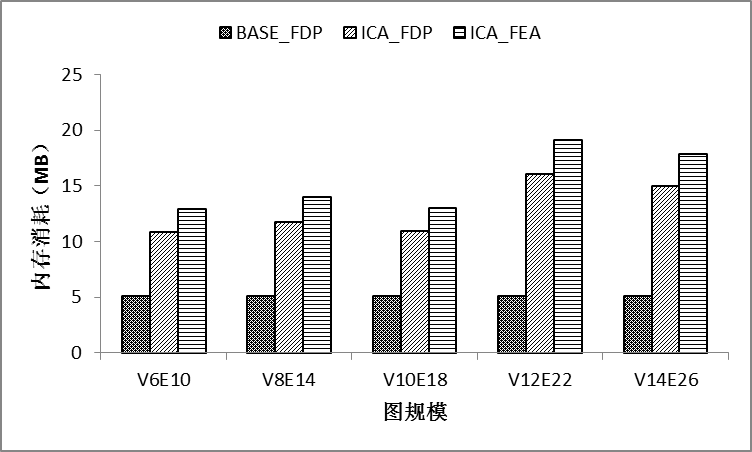 BASE_FDP ICA_FDP ICA_FEA
25
20
15
10
5
0
内存消耗（MB）
V6E10 V8E14 V10E18 V12E22 V14E26
图规模